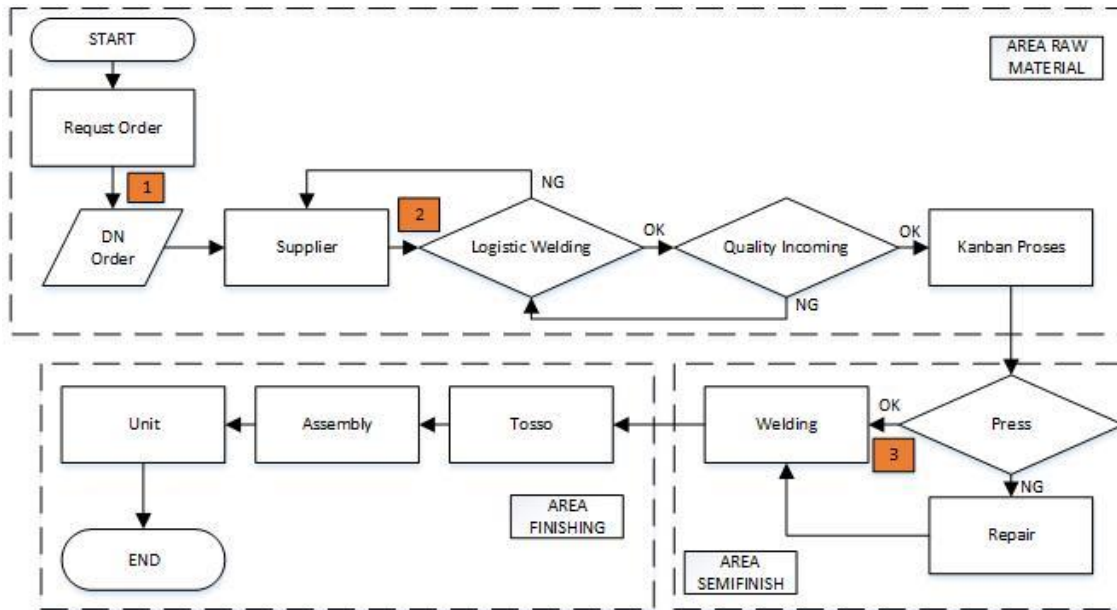 START
AREA RAW
MATERIAL
Requst Order
1
NG
DN
Order
Supplier
2
Logistic Welding
OK
Quality Incoming
OK
Kanban Proses
NG
Unit
Assembly
Tosso
Welding
OK
Press
3
NG
AREA
FINISHING
Repair
END
AREA
SEMIFINISH